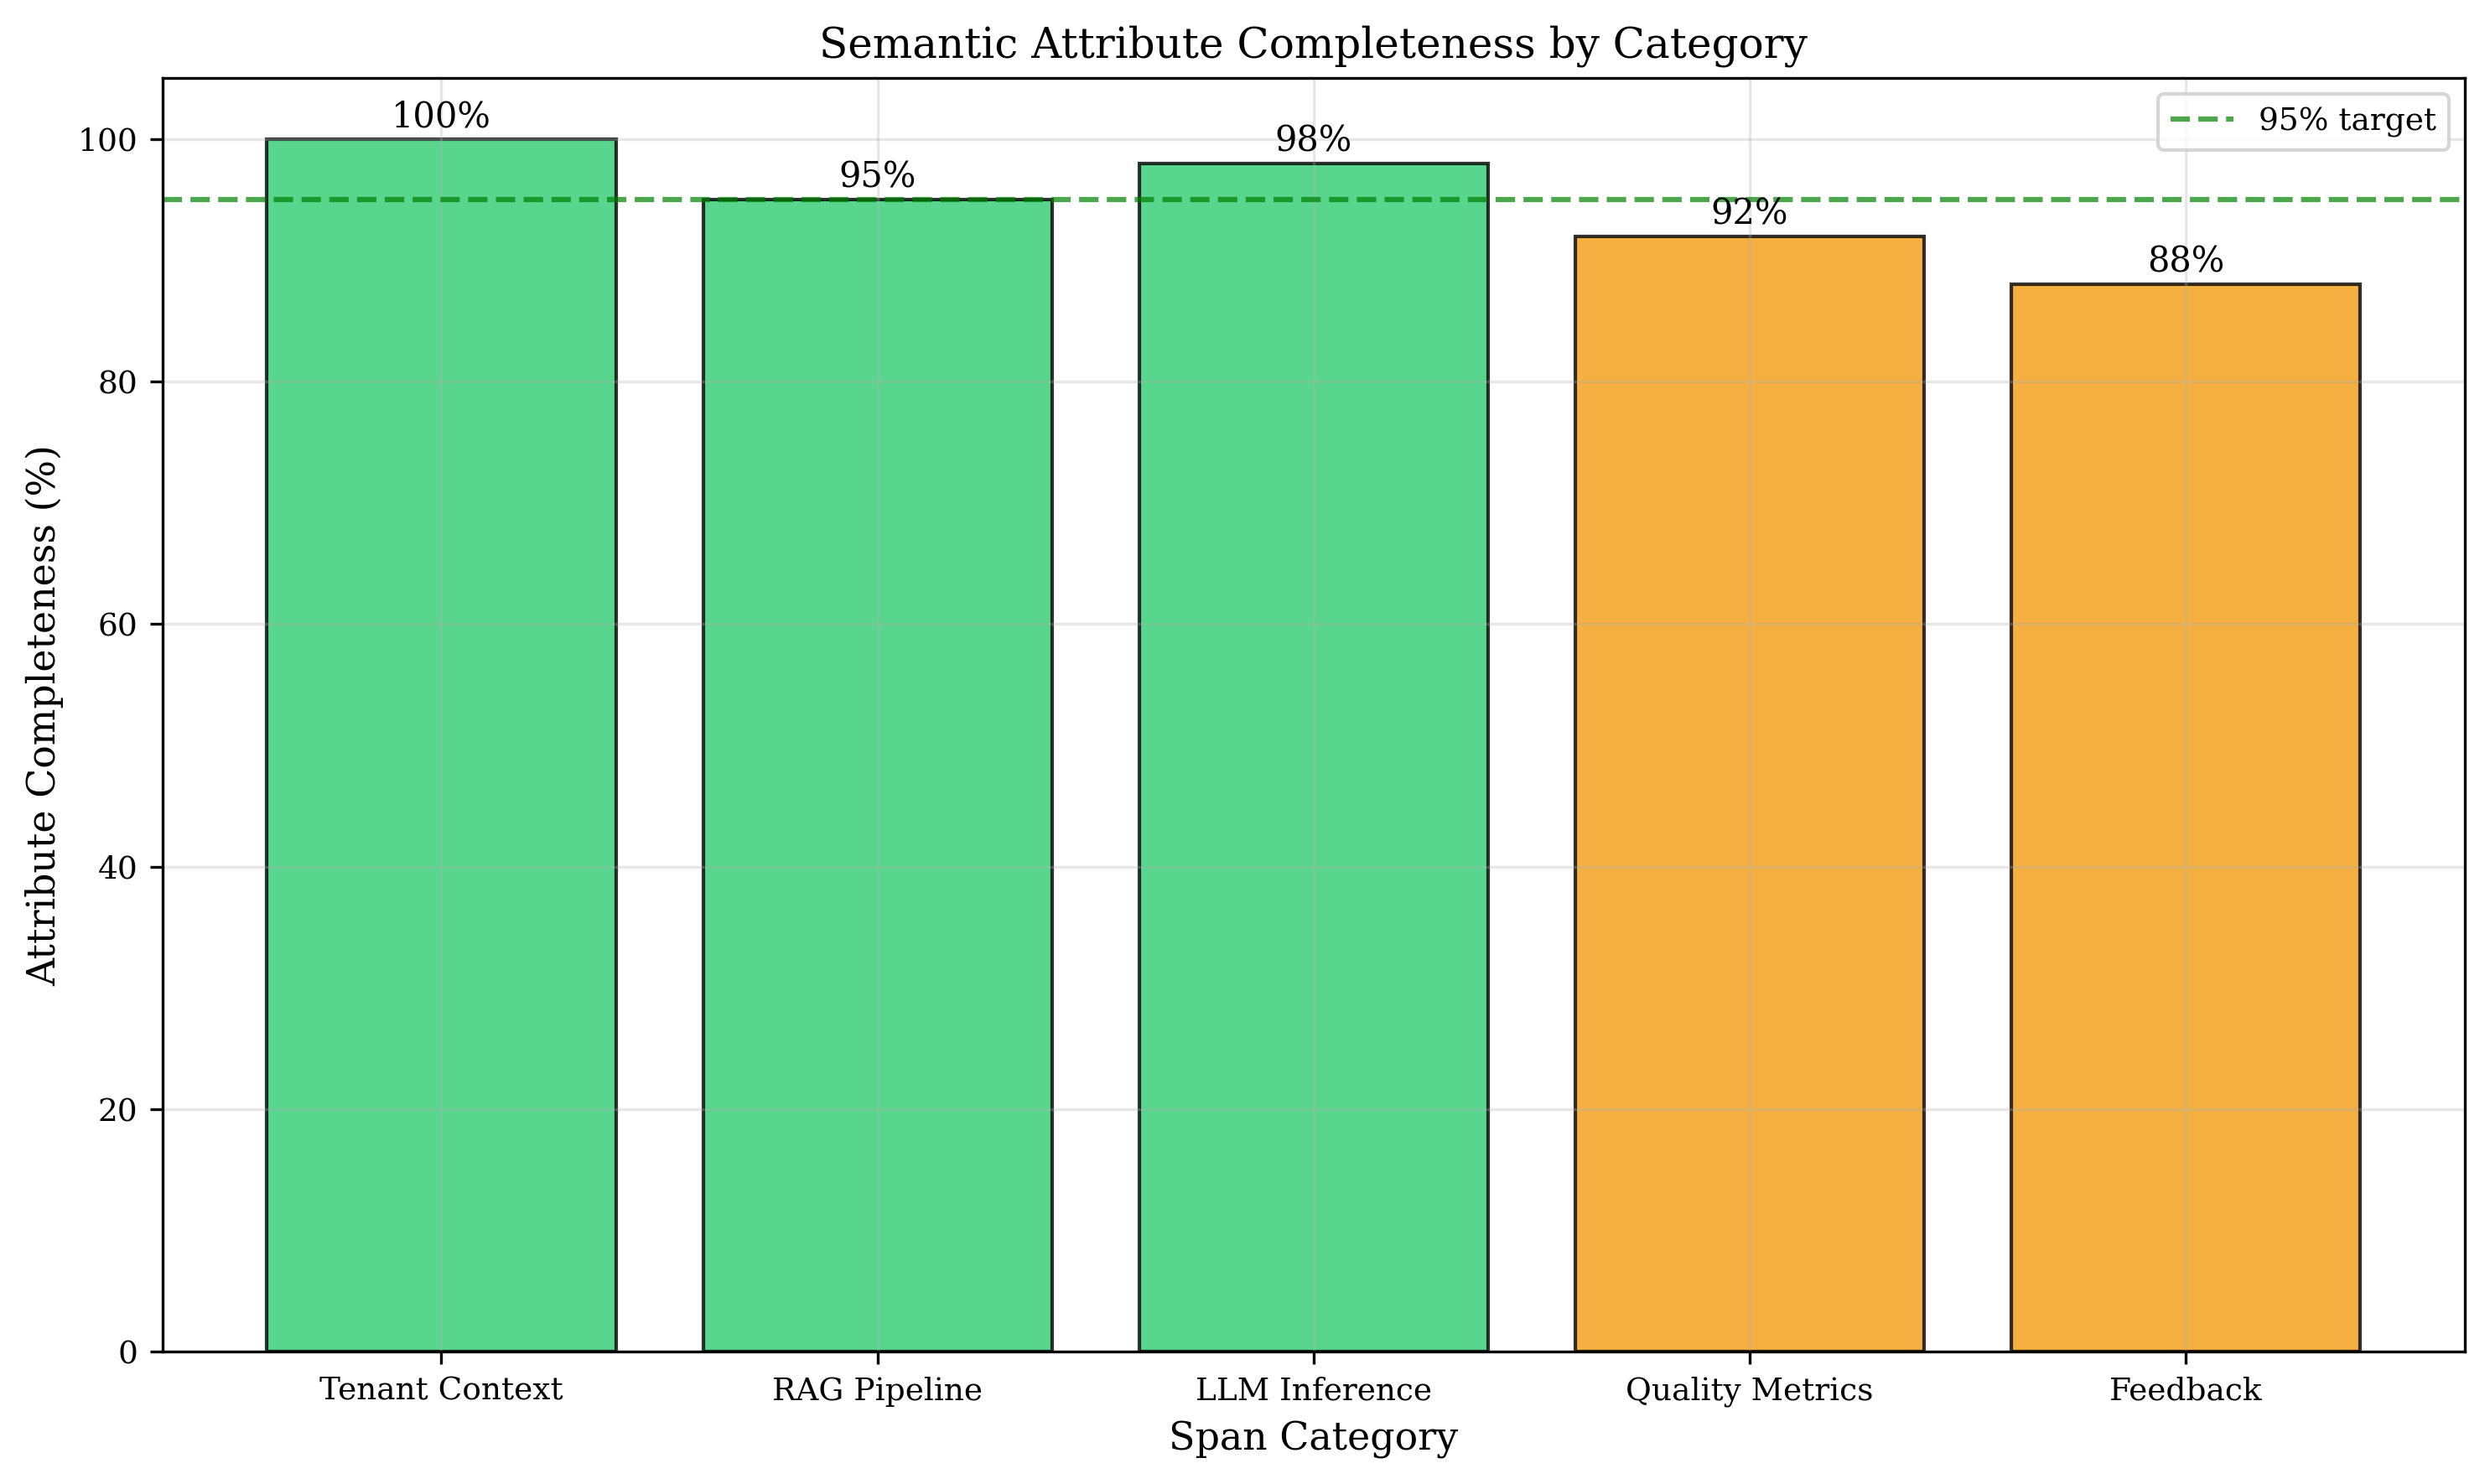 Semantic Attribute Completeness by Category
95% target
100%
95%
98%
92%
88%
Attribute Completeness (%)
100
80
60
40
20
0
Tenant Context
RAG Pipeline
LLM Inference
Quality Metrics
Feedback
Span Category